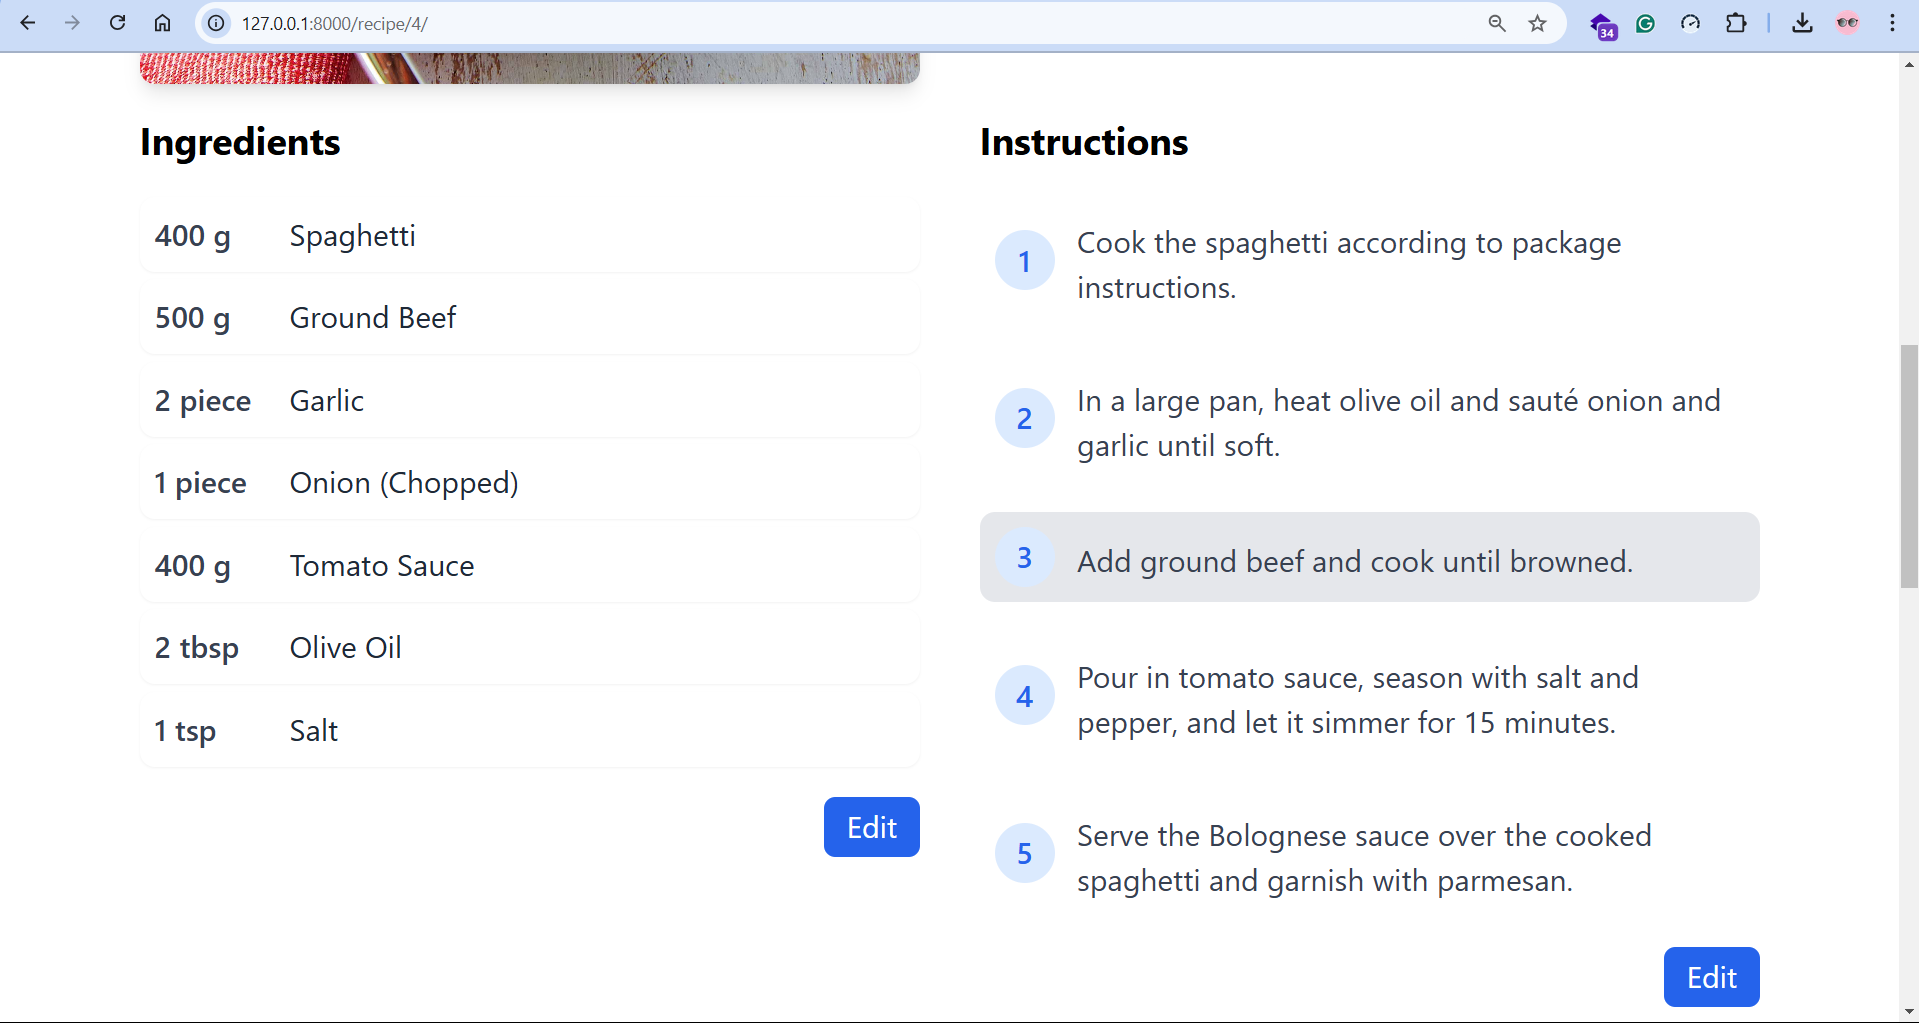 127.0.0.1:8000/recipe/4/
34
Ingredients
400 g Spaghetti
500 g Ground Beef
2 piece Garlic
1 piece Onion (Chopped)
400 g Tomato Sauce
2 tbsp Olive Oil
1 tsp Salt
Edit
Instructions
1 Cook the spaghetti according to package
instructions.
2 In a large pan, heat olive oil and sauté onion and
garlic until soft.
3 Add ground beef and cook until browned.
4 Pour in tomato sauce, season with salt and
pepper, and let it simmer for 15 minutes.
5 Serve the Bolognese sauce over the cooked
spaghetti and garnish with parmesan.
Edit